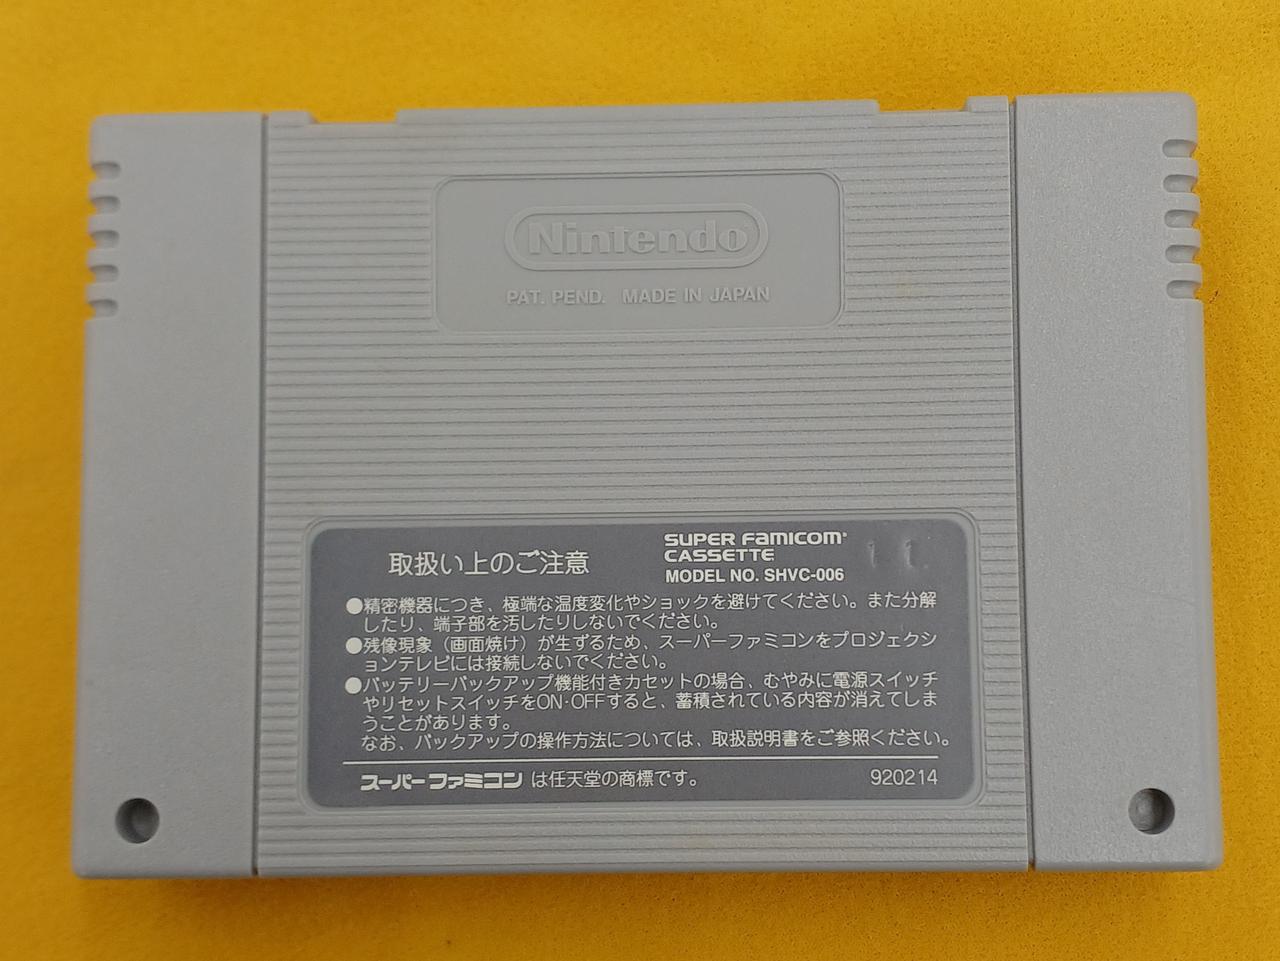 Nintendo
PAT. PEND. MADE IN JAPAN
取扱い上のご注意
SUPER FAMICOM
CASSETTE
MODEL NO. SHVC-006
11
●精密機器につき、極端な温度変化やショックを避けてください。また分解
したり、端子部を汚したりしないでください。
●残像現象（画面焼け）が生ずるため、スーパーファミコンをプロジェクシ
ョンテレビには接続しないでください。
●バッテリーバックアップ機能付きカセットの場合、むやみに電源スイッチ
やリセットスイッチをON·OFFすると、蓄積されている内容が消えてしま
うことがあります。
なお、バックアップの操作方法については、取扱説明書をご参照ください。
スーパーファミコン は任天堂の商標です。 920214